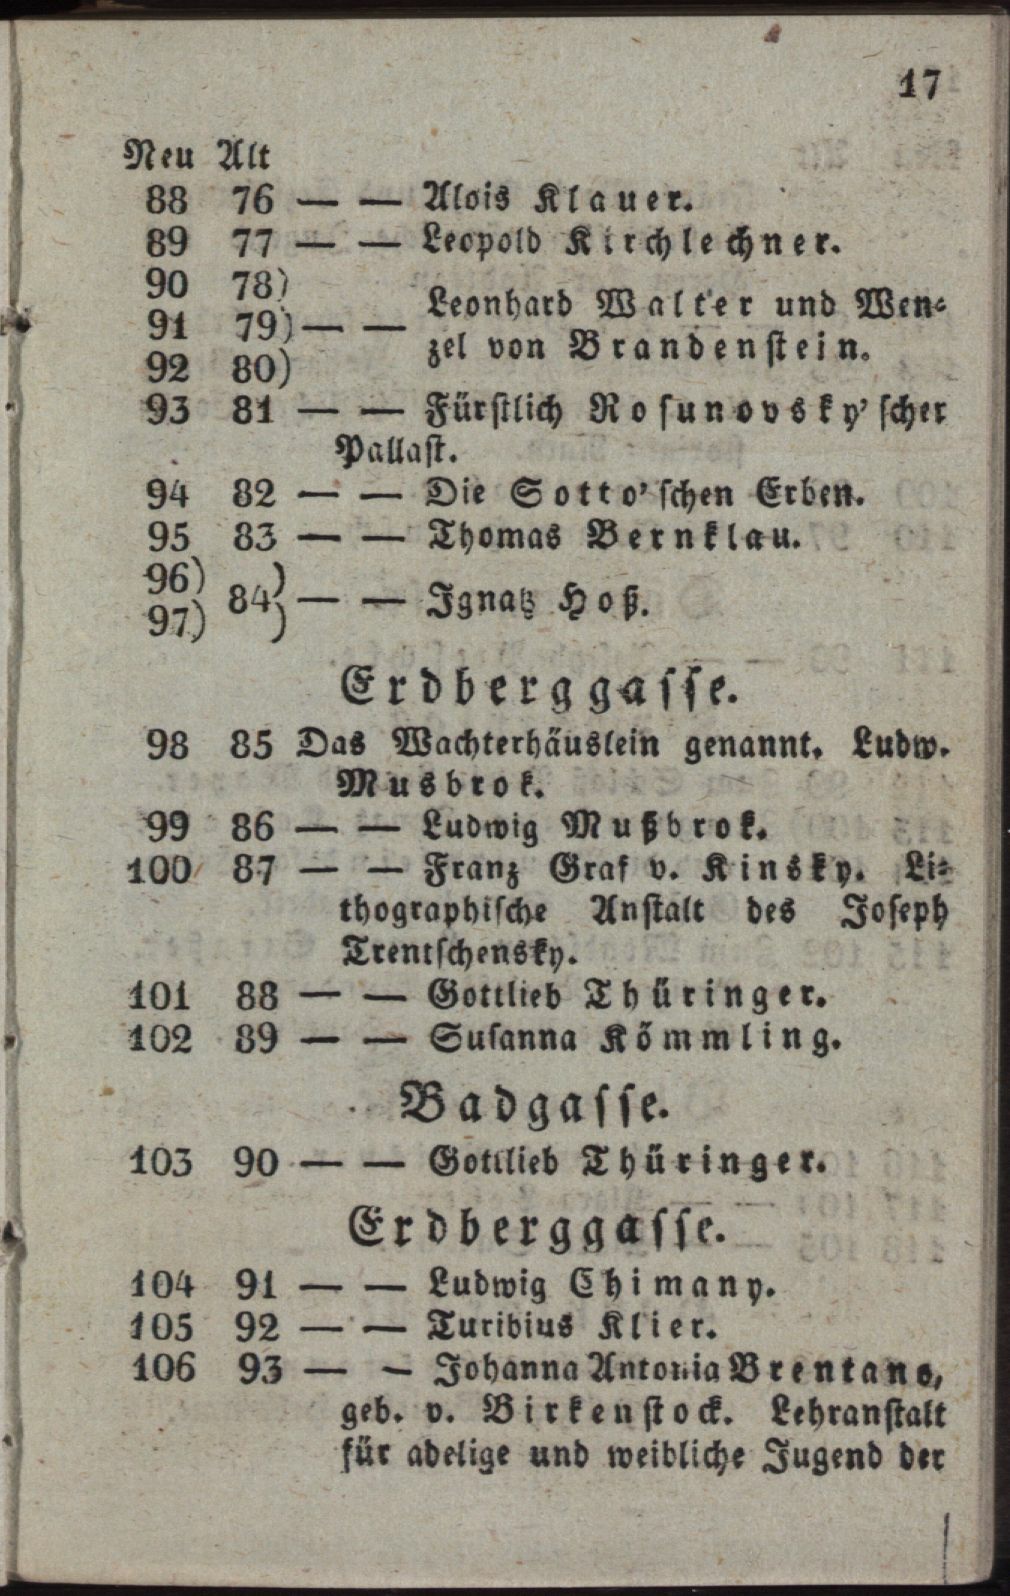 17
Neu Alt
88 76 — — Alois Klauer.
89 77 — — Leopold Kirchlechner.
90 78)
91 79) — — Leonhard Walter und Wen-
92 80) zel von Brandenstein.
93 81 — — Fürstlich Rosunovsky'scher
Pallast.
94 82 — — Die Sotto'schen Erben.
95 83 — — Thomas Bernklau.
96)
97) 84} — — Ignatz Hoß.
Erdberggasse.
98 85 Das Wachterhäuslein genannt. Ludw.
Musbrok.
99 86 — — Ludwig Mußbrok.
100 87 — — Franz Graf v. Kinsky. Li-
thographische Anstalt des Joseph
Trentschensky.
101 88 — — Gottlieb Thüringer.
102 89 — — Susanna Kömmling.
Badgasse.
103 90 — — Gottlieb Thüringer.
Erdberggasse.
104 91 — — Ludwig Chimany.
105 92 — — Turibius Klier.
106 93 — — Johanna Antonia Brentano,
geb. v. Birkenstock. Lehranstalt
für adelige und weibliche Jugend der